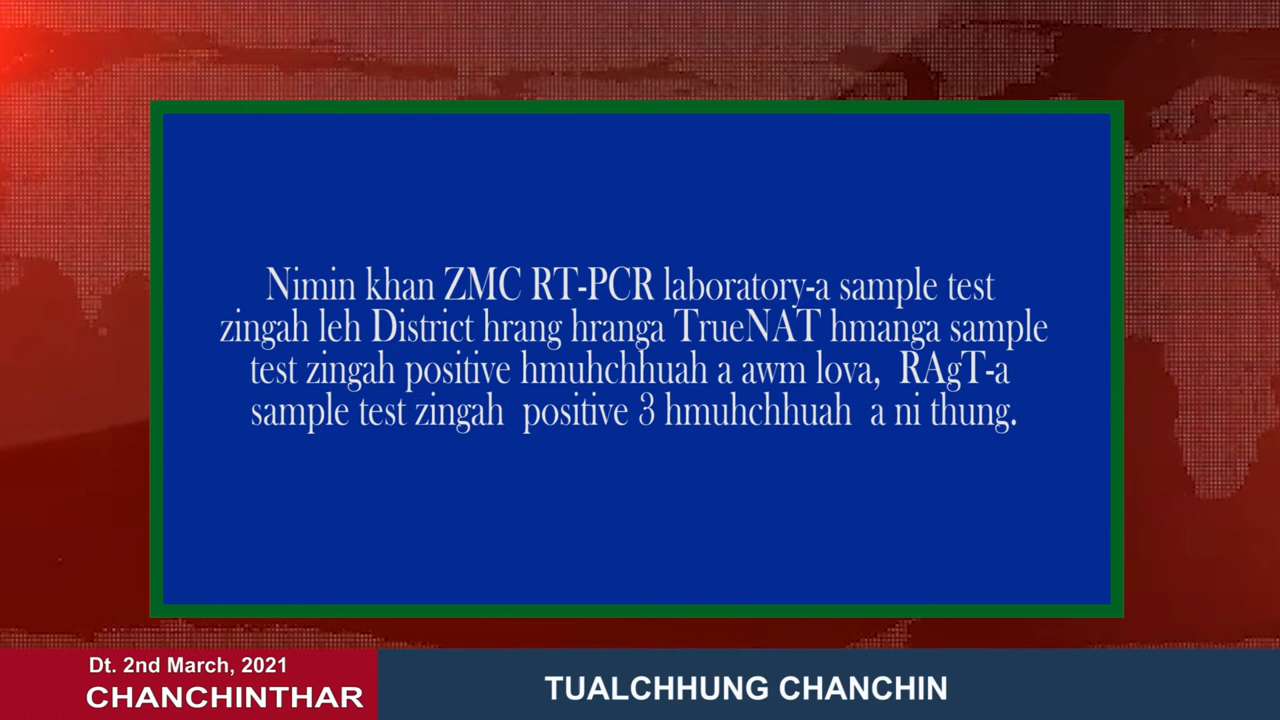 Nimin khan ZMC RT-PCR laboratory-a sample test
zingah leh District hrang hranga TrueNAT hmanga sample
test zingah positive hmuhchhuah a awm lova, RAgT-a
sample test zingah positive 3 hmuhchhuah a ni thung.
Dt. 2nd March, 2021
CHANCHINTHAR
TUALCHHUNG CHANCHIN